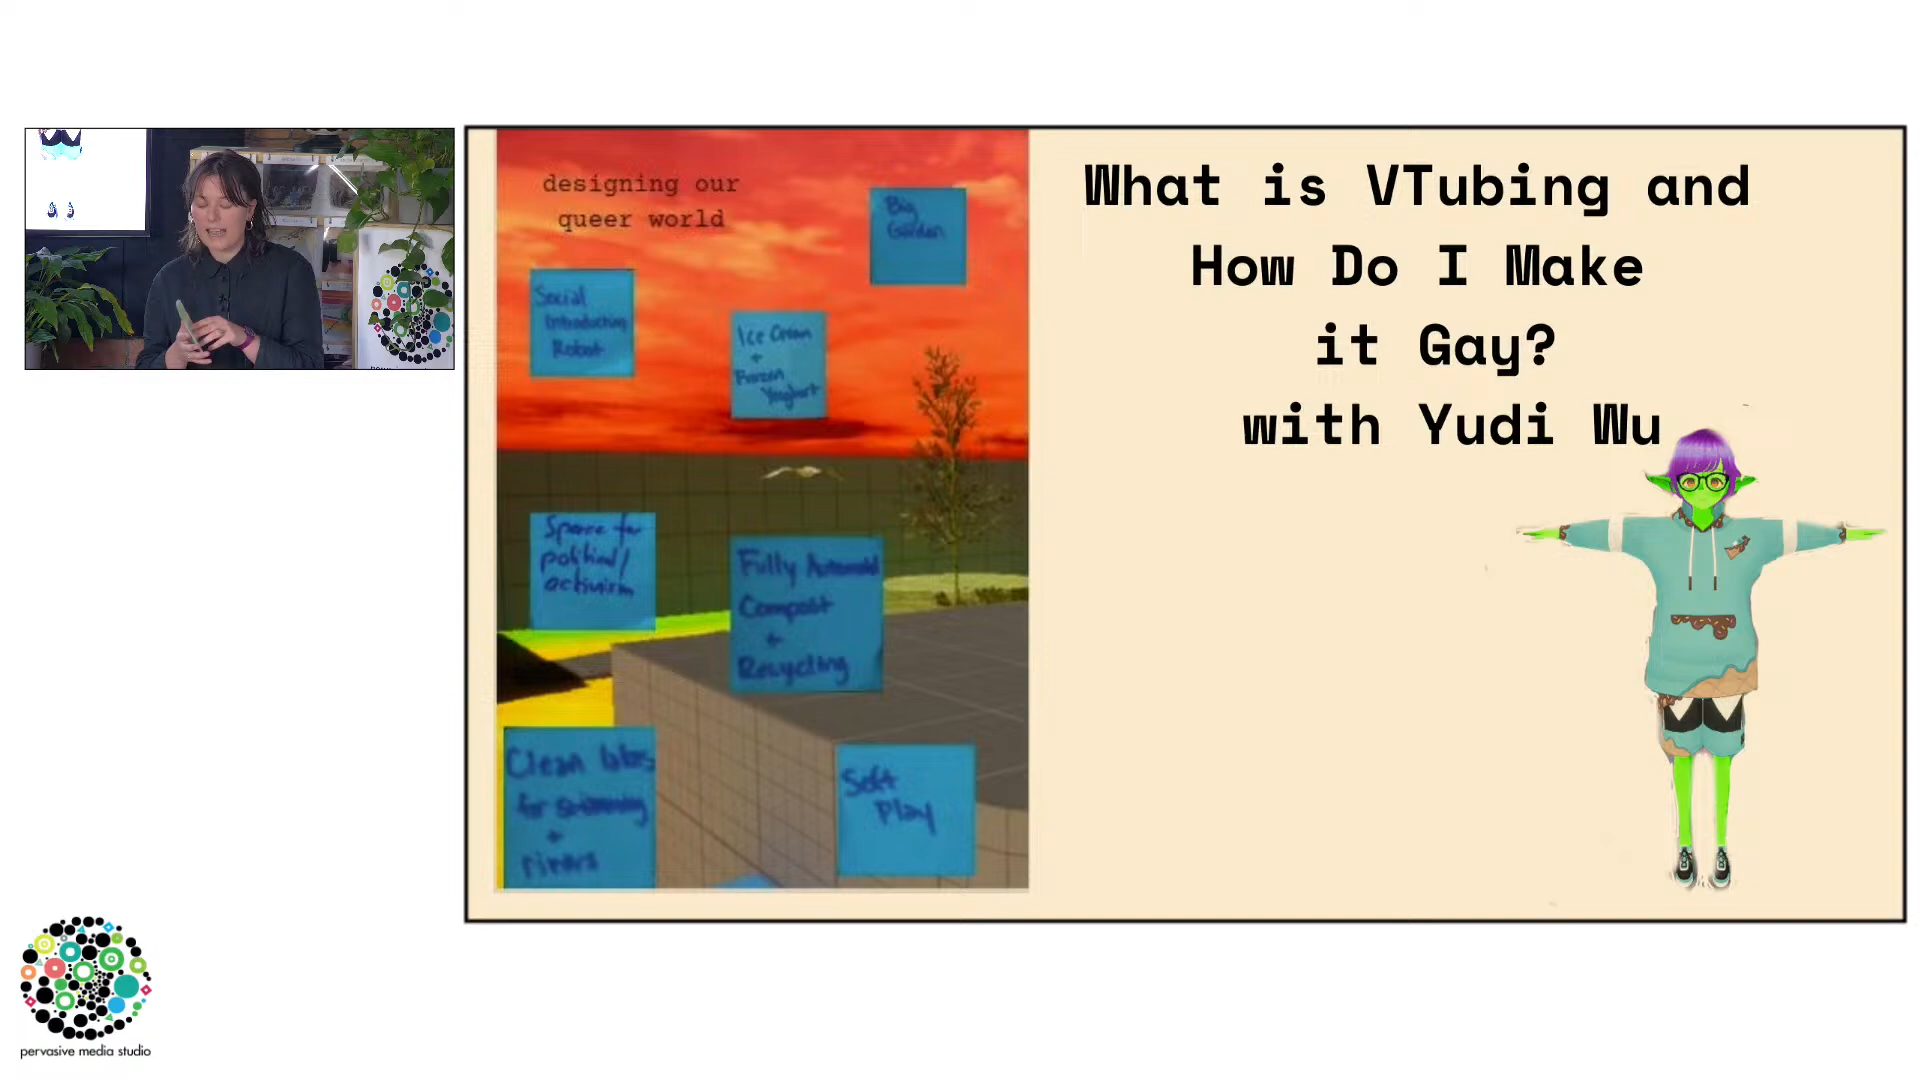 designing our
queer world
Big
Garden
Social
Introducing
Robot
Ice Cream
+
Frozen
Yoghurt
Space for
political/
activism
Fully Automated
Compost
+
Recycling
Clean lakes
for swimming
+
rivers
Soft
Play
What is VTubing and
How Do I Make
it Gay?
with Yudi Wu
pervasive media studio